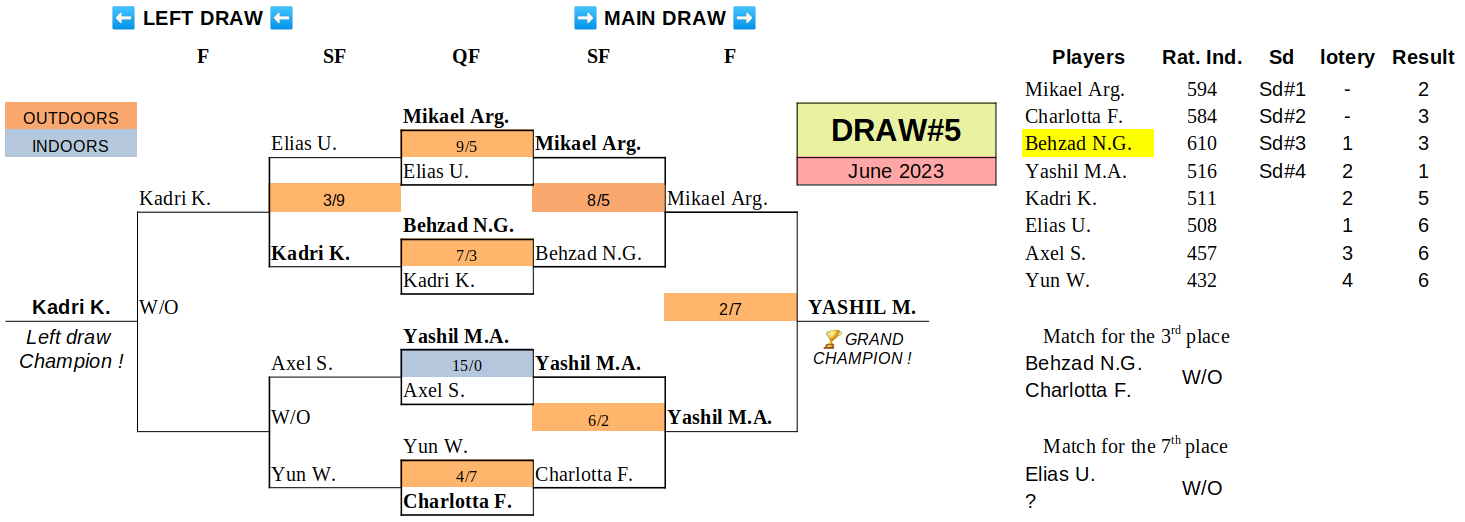 ⬅ LEFT DRAW ⬅
➡ MAIN DRAW ➡
F SF QF SF F
Players Rat. Ind. Sd lotery Result
OUTDOORS
INDOORS
Mikael Arg.
9/5
Elias U.
Elias U.
3/9
Kadri K.
Behzad N.G.
7/3
Kadri K.
Kadri K.
W/O
Kadri K.
Left draw
Champion !
Yashil M.A.
15/0
Axel S.
Axel S.
W/O
Yun W.
Yun W.
4/7
Charlotta F.
Mikael Arg.
8/5
Behzad N.G.
Yashil M.A.
6/2
Charlotta F.
Mikael Arg.
2/7
Yashil M.A.
YASHIL M.
🏆 GRAND
CHAMPION !
DRAW#5
June 2023
Mikael Arg. 594 Sd#1 - 2
Charlotta F. 584 Sd#2 - 3
Behzad N.G. 610 Sd#3 1 3
Yashil M.A. 516 Sd#4 2 1
Kadri K. 511 2 5
Elias U. 508 1 6
Axel S. 457 3 6
Yun W. 432 4 6
Match for the 3rd place
Behzad N.G.
W/O
Charlotta F.
Match for the 7th place
Elias U.
W/O
?